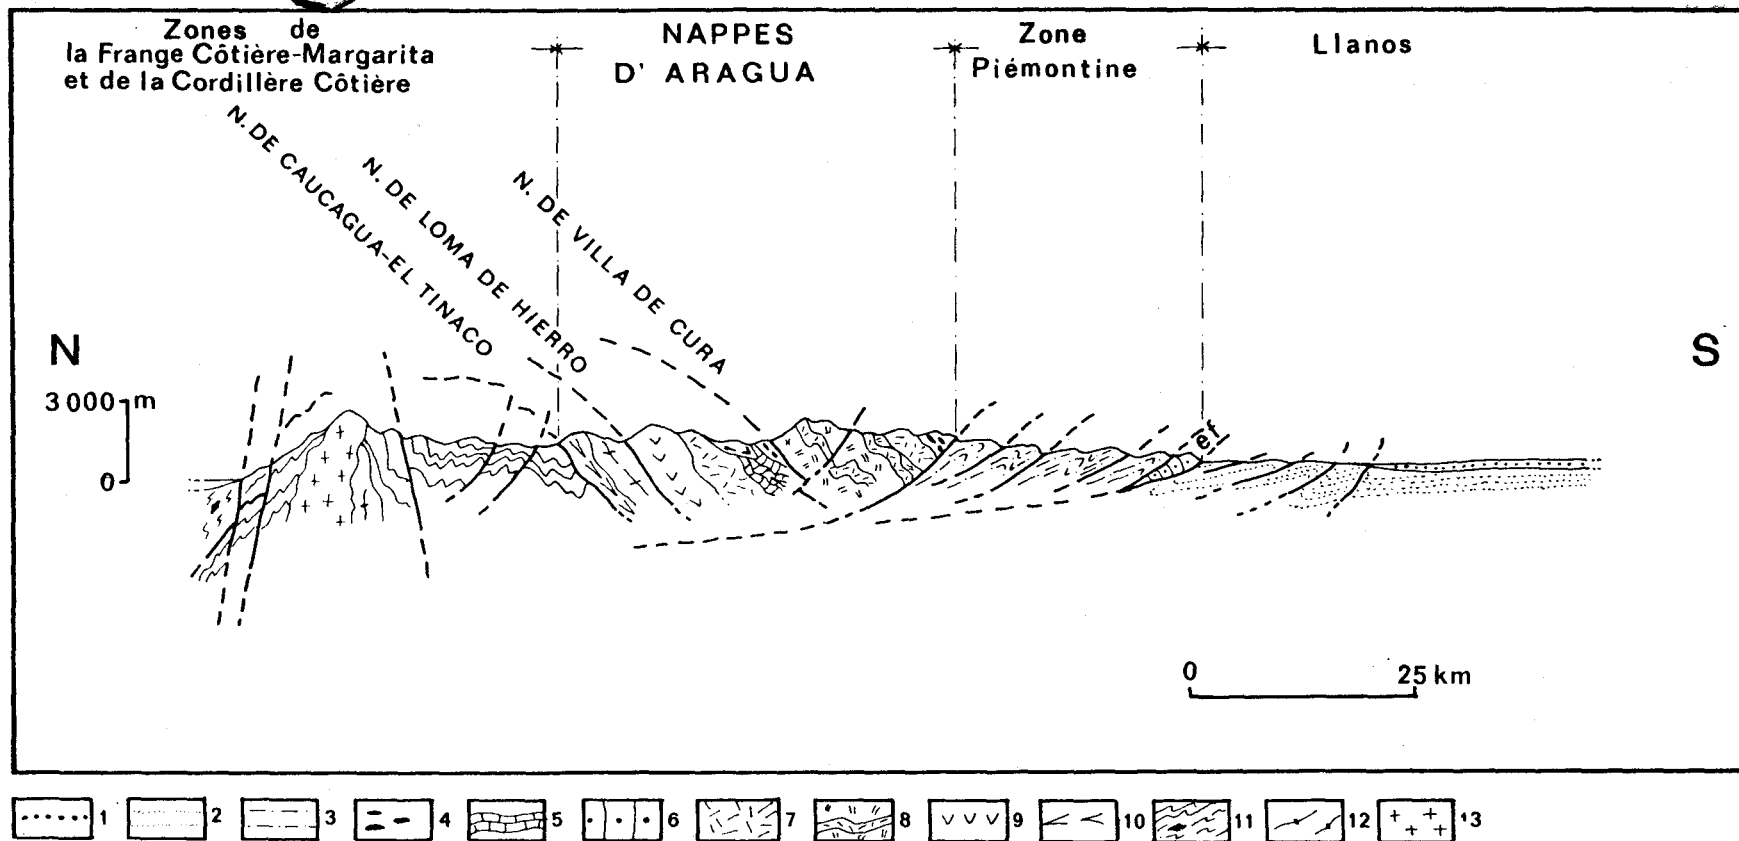 Zones de
la Frange Côtière-Margarita
et de la Cordillère Côtière
NAPPES
D' ARAGUA
Zone
Piémontine
Llanos
N. DE CAUCAGUA-EL TINACO
N. DE LOMA DE HIERRO
N. DE VILLA DE CURA
N
S
3000 m
0
ef
0 25 km
1 2 3 4 5 6 7 8 9 10 11 12 13